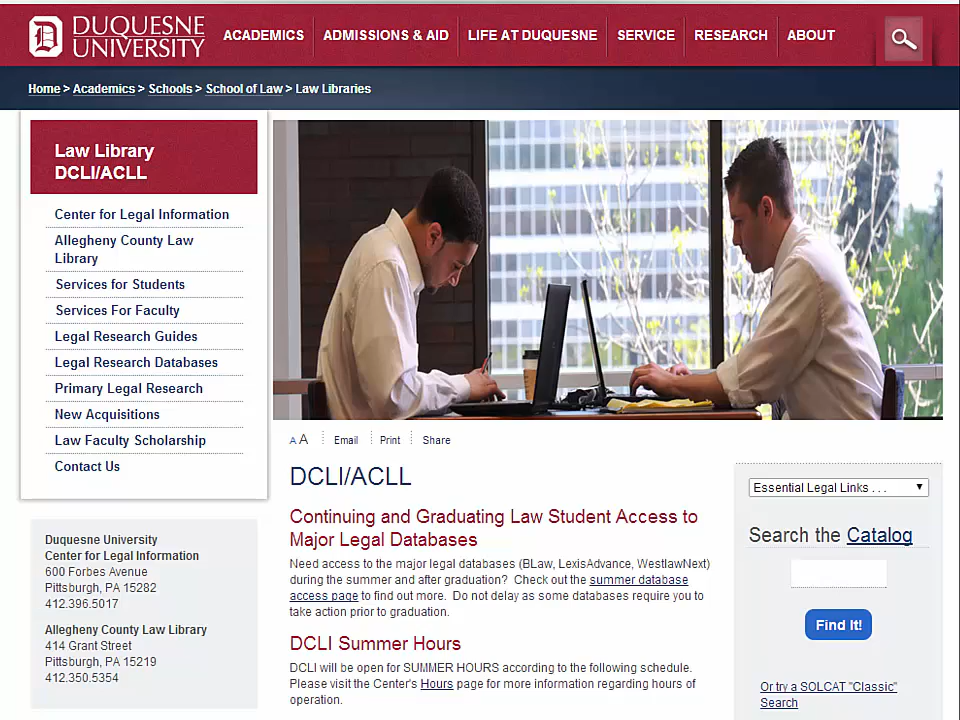 DUQUESNE
UNIVERSITY
ACADEMICS
ADMISSIONS & AID
LIFE AT DUQUESNE
SERVICE
RESEARCH
ABOUT
Home > Academics > Schools > School of Law > Law Libraries
Law Library
DCLI/ACLL
Center for Legal Information
Allegheny County Law
Library
Services for Students
Services For Faculty
Legal Research Guides
Legal Research Databases
Primary Legal Research
New Acquisitions
Law Faculty Scholarship
Contact Us
Duquesne University
Center for Legal Information
600 Forbes Avenue
Pittsburgh, PA 15282
412.396.5017
Allegheny County Law Library
414 Grant Street
Pittsburgh, PA 15219
412.350.5354
A A Email Print Share
DCLI/ACLL
Continuing and Graduating Law Student Access to
Major Legal Databases
Need access to the major legal databases (BLaw, LexisAdvance, WestlawNext)
during the summer and after graduation? Check out the summer database
access page to find out more. Do not delay as some databases require you to
take action prior to graduation.
DCLI Summer Hours
DCLI will be open for SUMMER HOURS according to the following schedule.
Please visit the Center's Hours page for more information regarding hours of
operation.
Essential Legal Links . . .
Search the Catalog
Find It!
Or try a SOLCAT "Classic"
Search